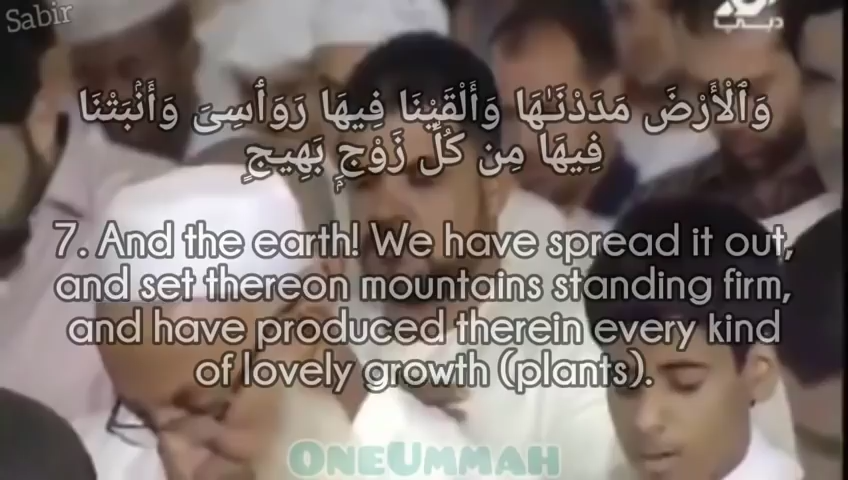 Sabir
دبي
وَٱلْأَرْضَ مَدَدْنَـٰهَا وَأَلْقَيْنَا فِيهَا رَوَٰسِىَ وَأَنۢبَتْنَا
فِيهَا مِن كُلِّ زَوْجٍۭ بَهِيجٍ
7. And the earth! We have spread it out,
and set thereon mountains standing firm,
and have produced therein every kind
of lovely growth (plants).
ONEUMMAH